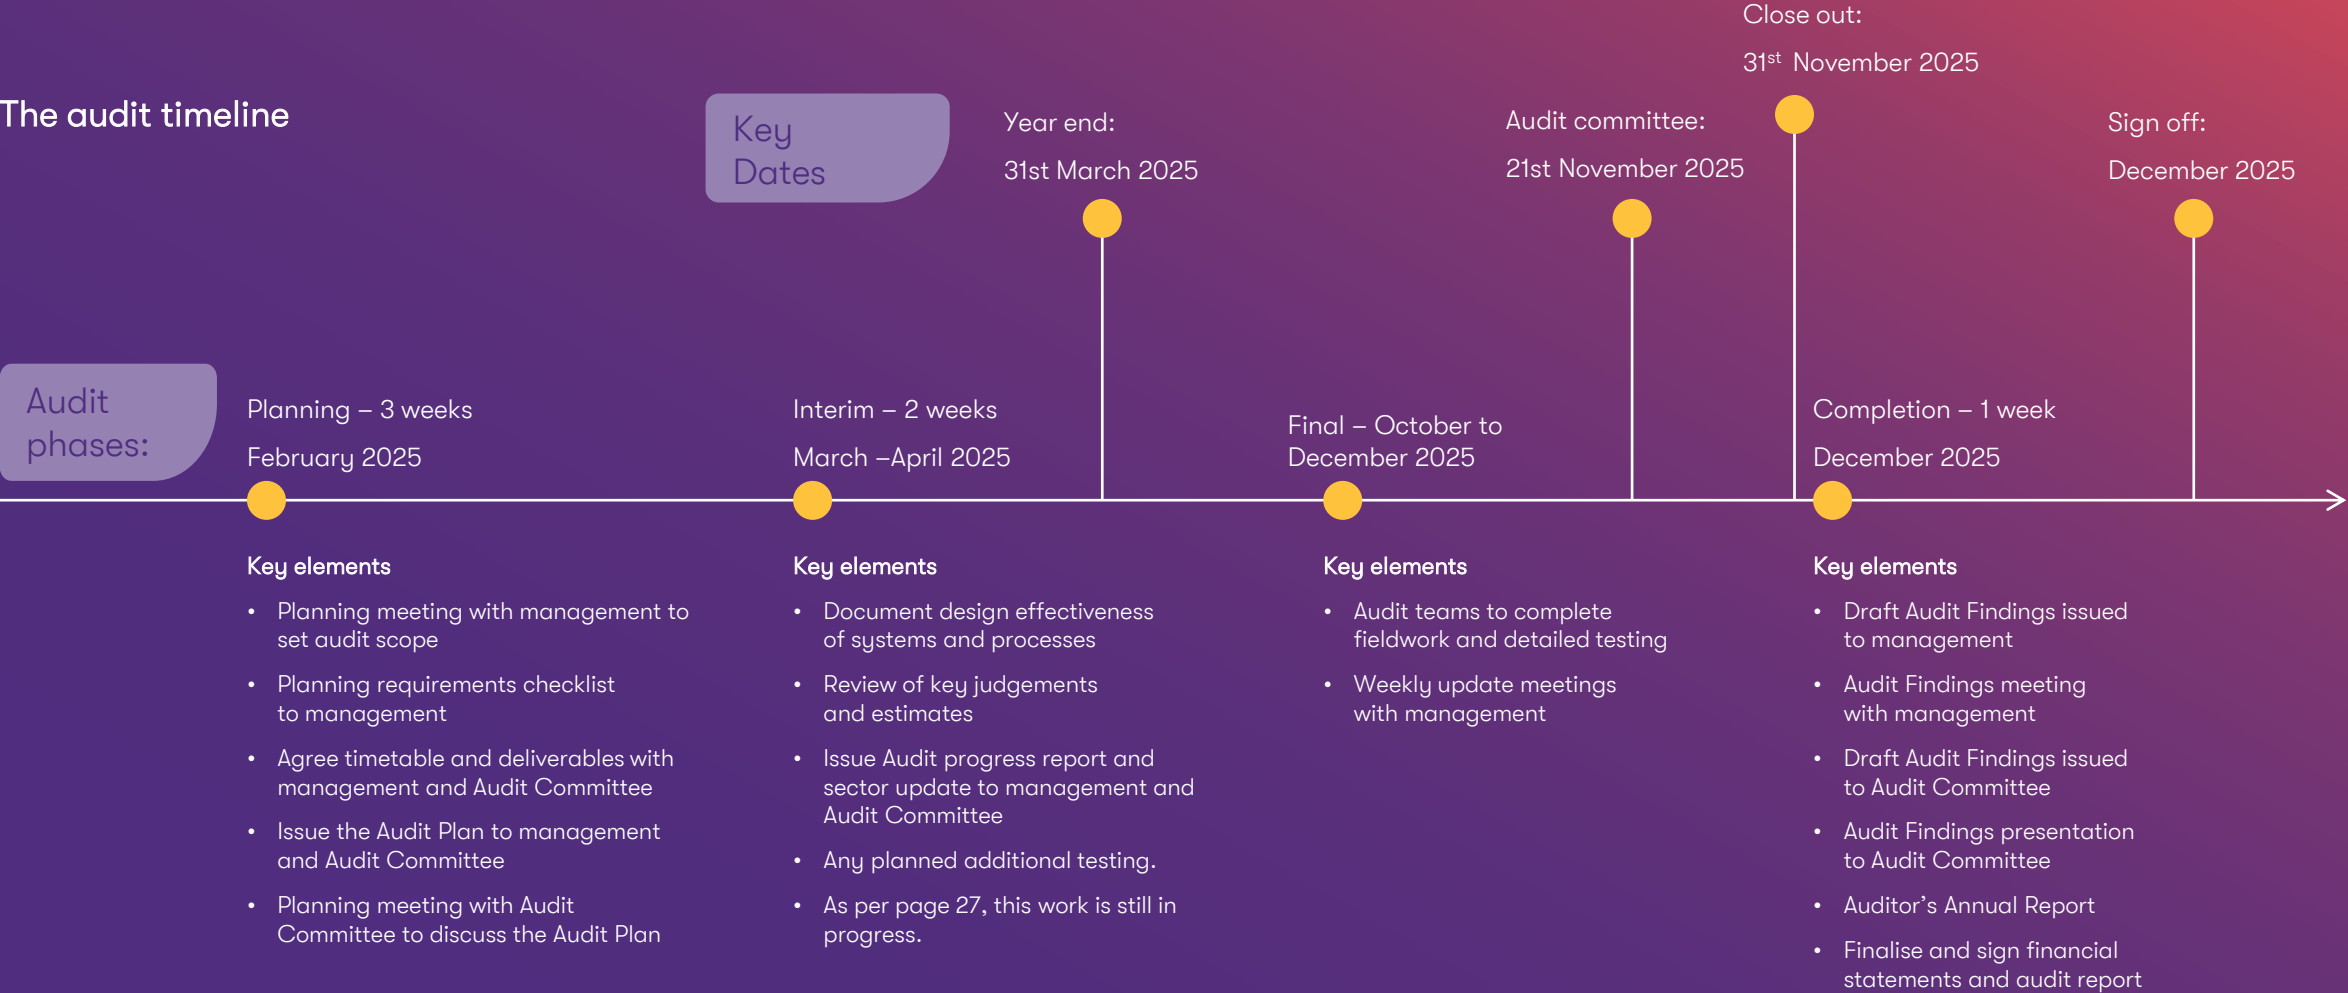 The audit timeline
Key
Dates
Year end:
31st March 2025
Audit committee:
21st November 2025
Close out:
31st November 2025
Sign off:
December 2025
Audit
phases:
Planning – 3 weeks
February 2025
Interim – 2 weeks
March –April 2025
Final – October to
December 2025
Completion – 1 week
December 2025
Key elements
• Planning meeting with management to
set audit scope
• Planning requirements checklist
to management
• Agree timetable and deliverables with
management and Audit Committee
• Issue the Audit Plan to management
and Audit Committee
• Planning meeting with Audit
Committee to discuss the Audit Plan
Key elements
• Document design effectiveness
of systems and processes
• Review of key judgements
and estimates
• Issue Audit progress report and
sector update to management and
Audit Committee
• Any planned additional testing.
• As per page 27, this work is still in
progress.
Key elements
• Audit teams to complete
fieldwork and detailed testing
• Weekly update meetings
with management
Key elements
• Draft Audit Findings issued
to management
• Audit Findings meeting
with management
• Draft Audit Findings issued
to Audit Committee
• Audit Findings presentation
to Audit Committee
• Auditor’s Annual Report
• Finalise and sign financial
statements and audit report